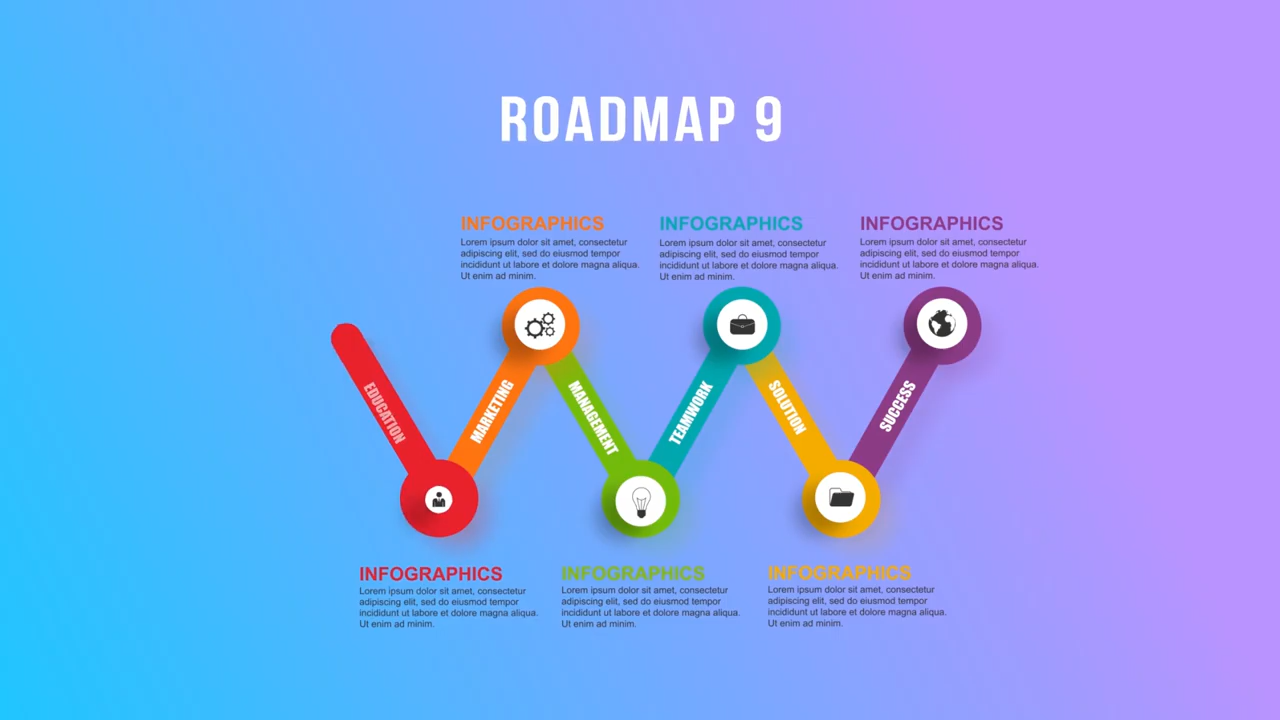 ROADMAP 9
INFOGRAPHICS
Lorem ipsum dolor sit amet, consectetur
adipiscing elit, sed do eiusmod tempor
incididunt ut labore et dolore magna aliqua.
Ut enim ad minim.
INFOGRAPHICS
Lorem ipsum dolor sit amet, consectetur
adipiscing elit, sed do eiusmod tempor
incididunt ut labore et dolore magna aliqua.
Ut enim ad minim.
INFOGRAPHICS
Lorem ipsum dolor sit amet, consectetur
adipiscing elit, sed do eiusmod tempor
incididunt ut labore et dolore magna aliqua.
Ut enim ad minim.
EDUCATION
MARKETING
MANAGEMENT
TEAMWORK
SOLUTION
SUCCESS
INFOGRAPHICS
Lorem ipsum dolor sit amet, consectetur
adipiscing elit, sed do eiusmod tempor
incididunt ut labore et dolore magna aliqua.
Ut enim ad minim.
INFOGRAPHICS
Lorem ipsum dolor sit amet, consectetur
adipiscing elit, sed do eiusmod tempor
incididunt ut labore et dolore magna aliqua.
Ut enim ad minim.
INFOGRAPHICS
Lorem ipsum dolor sit amet, consectetur
adipiscing elit, sed do eiusmod tempor
incididunt ut labore et dolore magna aliqua.
Ut enim ad minim.